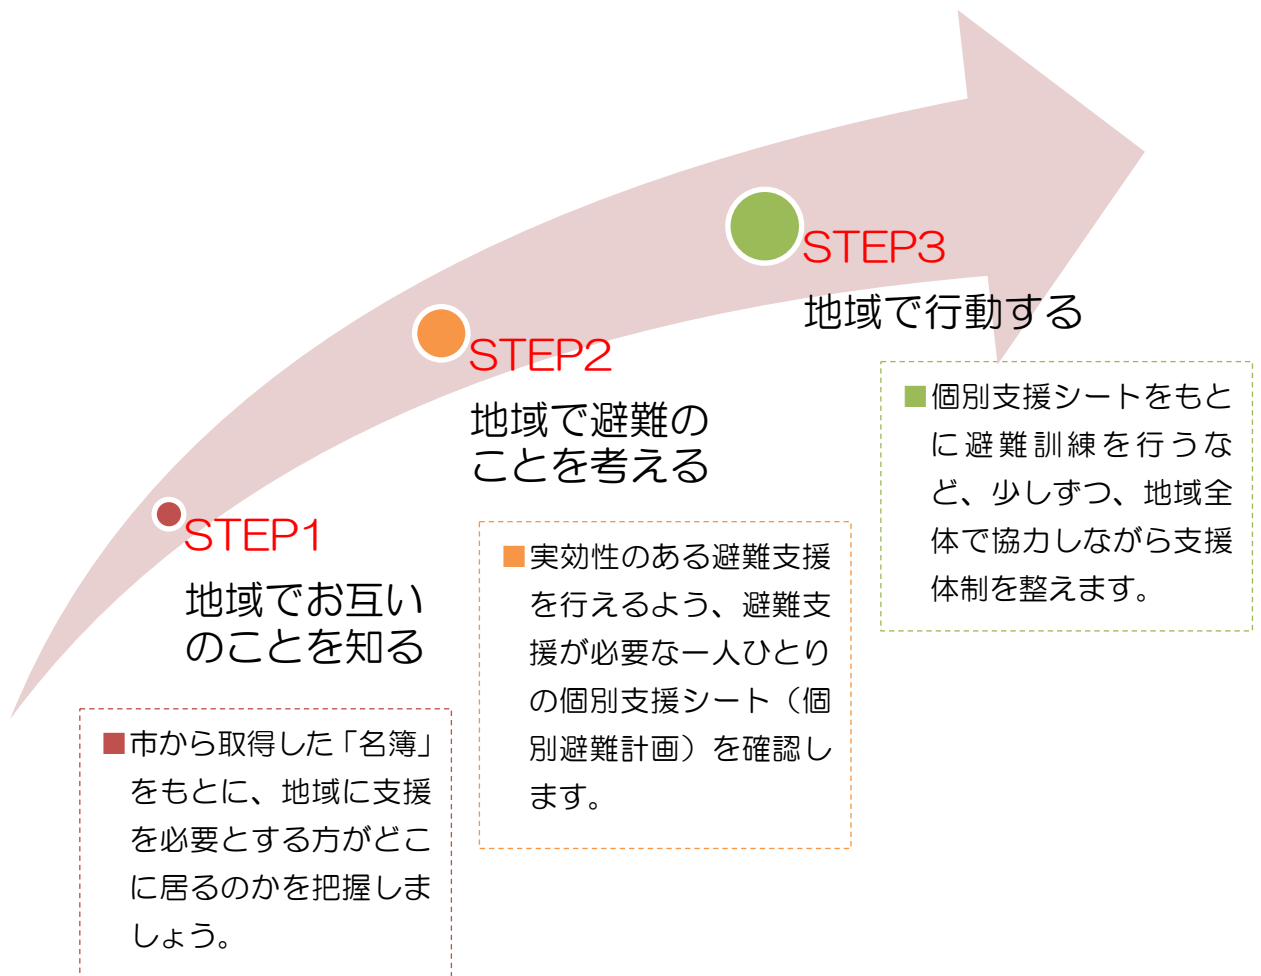 STEP1
地域でお互い
のことを知る
■市から取得した「名簿」
をもとに、地域に支援
を必要とする方がどこ
に居るのかを把握しま
しょう。
STEP2
地域で避難の
ことを考える
■実効性のある避難支援
を行えるよう、避難支
援が必要な一人ひとり
の個別支援シート（個
別避難計画）を確認し
ます。
STEP3
地域で行動する
■個別支援シートをもと
に避難訓練を行うな
ど、少しずつ、地域全
体で協力しながら支援
体制を整えます。